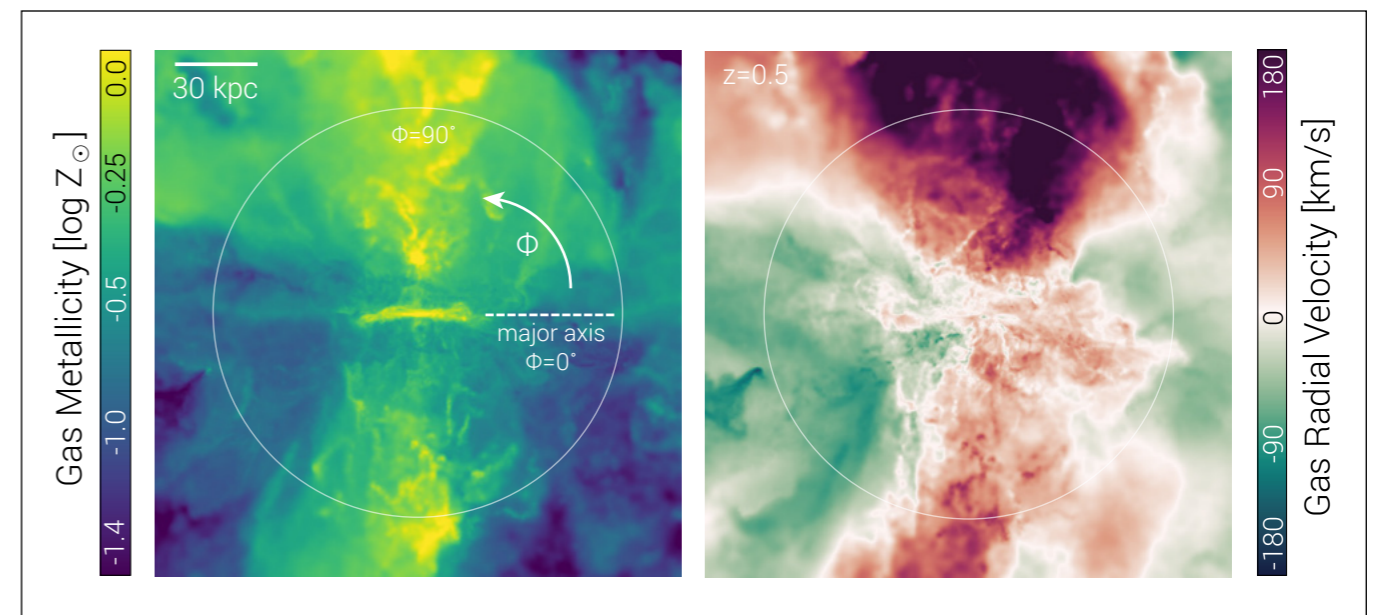 Gas Metallicity [log Z☉]
0.0
-0.25
-0.5
-1.0
-1.4
30 kpc
Φ=90°
Φ
major axis
Φ=0°
z=0.5
180
90
0
-90
-180
Gas Radial Velocity [km/s]